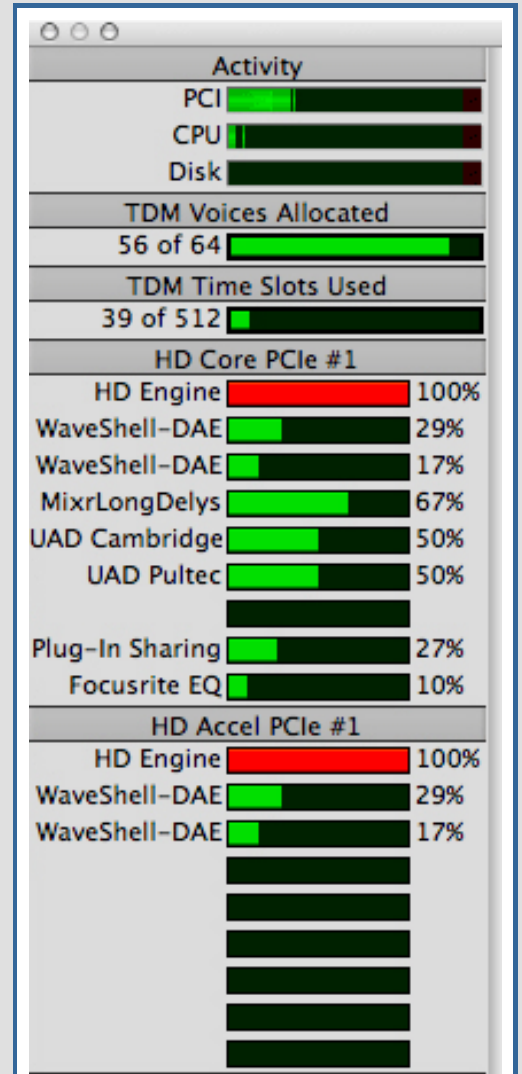 Activity
PCI
CPU
Disk
TDM Voices Allocated
56 of 64
TDM Time Slots Used
39 of 512
HD Core PCIe #1
HD Engine 100%
WaveShell-DAE 29%
WaveShell-DAE 17%
MixrLongDelys 67%
UAD Cambridge 50%
UAD Pultec 50%
Plug-In Sharing 27%
Focusrite EQ 10%
HD Accel PCIe #1
HD Engine 100%
WaveShell-DAE 29%
WaveShell-DAE 17%